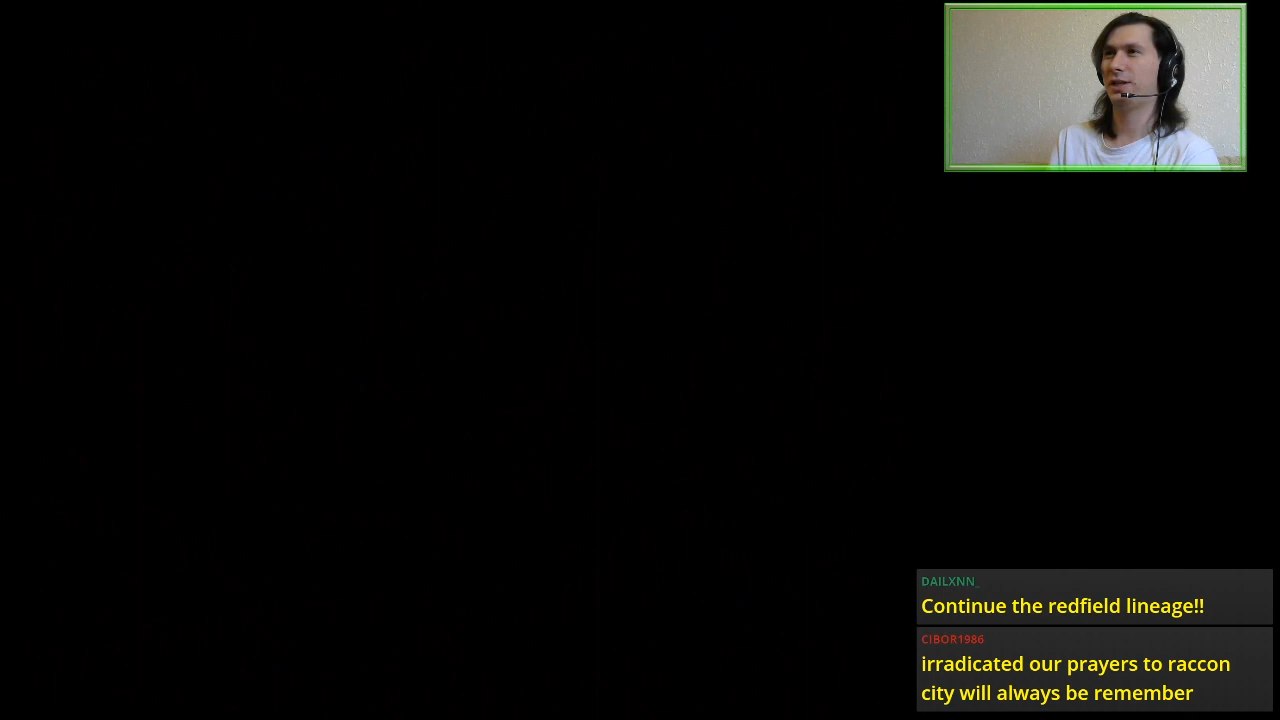 DAILXNN_
Continue the redfield lineage!!
CIBOR1986
irradicated our prayers to raccon
city will always be remember